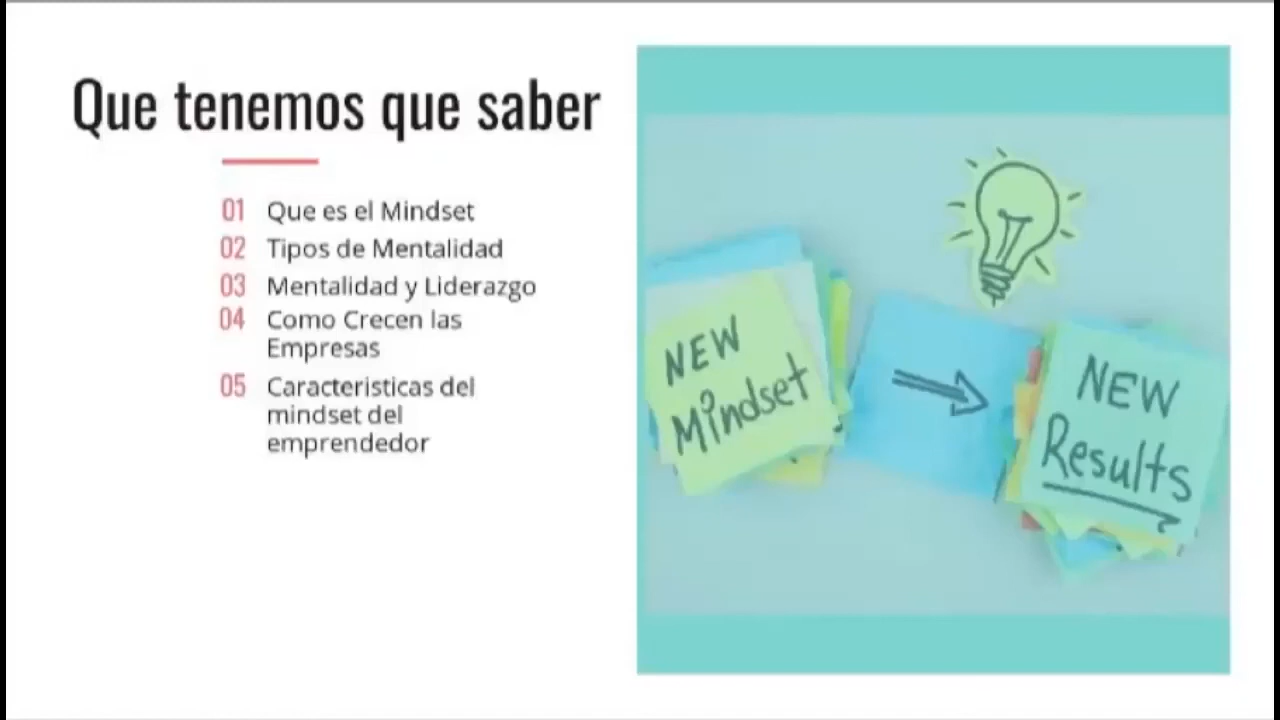 Que tenemos que saber
01 Que es el Mindset
02 Tipos de Mentalidad
03 Mentalidad y Liderazgo
04 Como Crecen las
Empresas
05 Caracteristicas del
mindset del
emprendedor
NEW
Mindset
NEW
Results